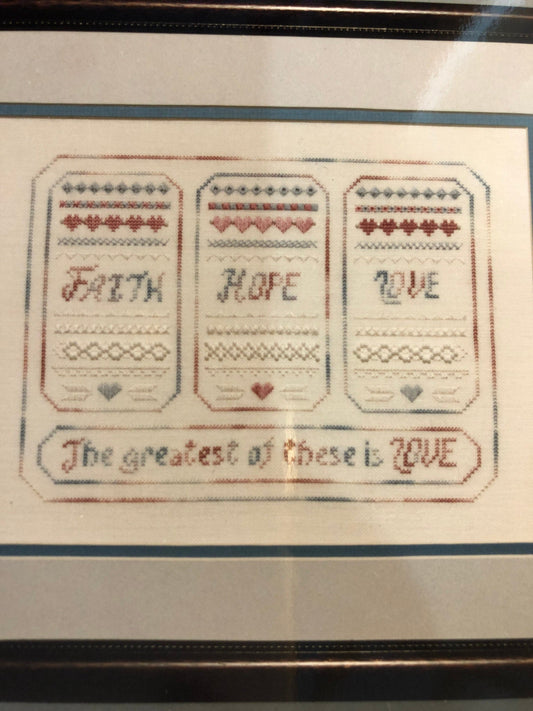 FAITH HOPE LOVE
The greatest of these is LOVE